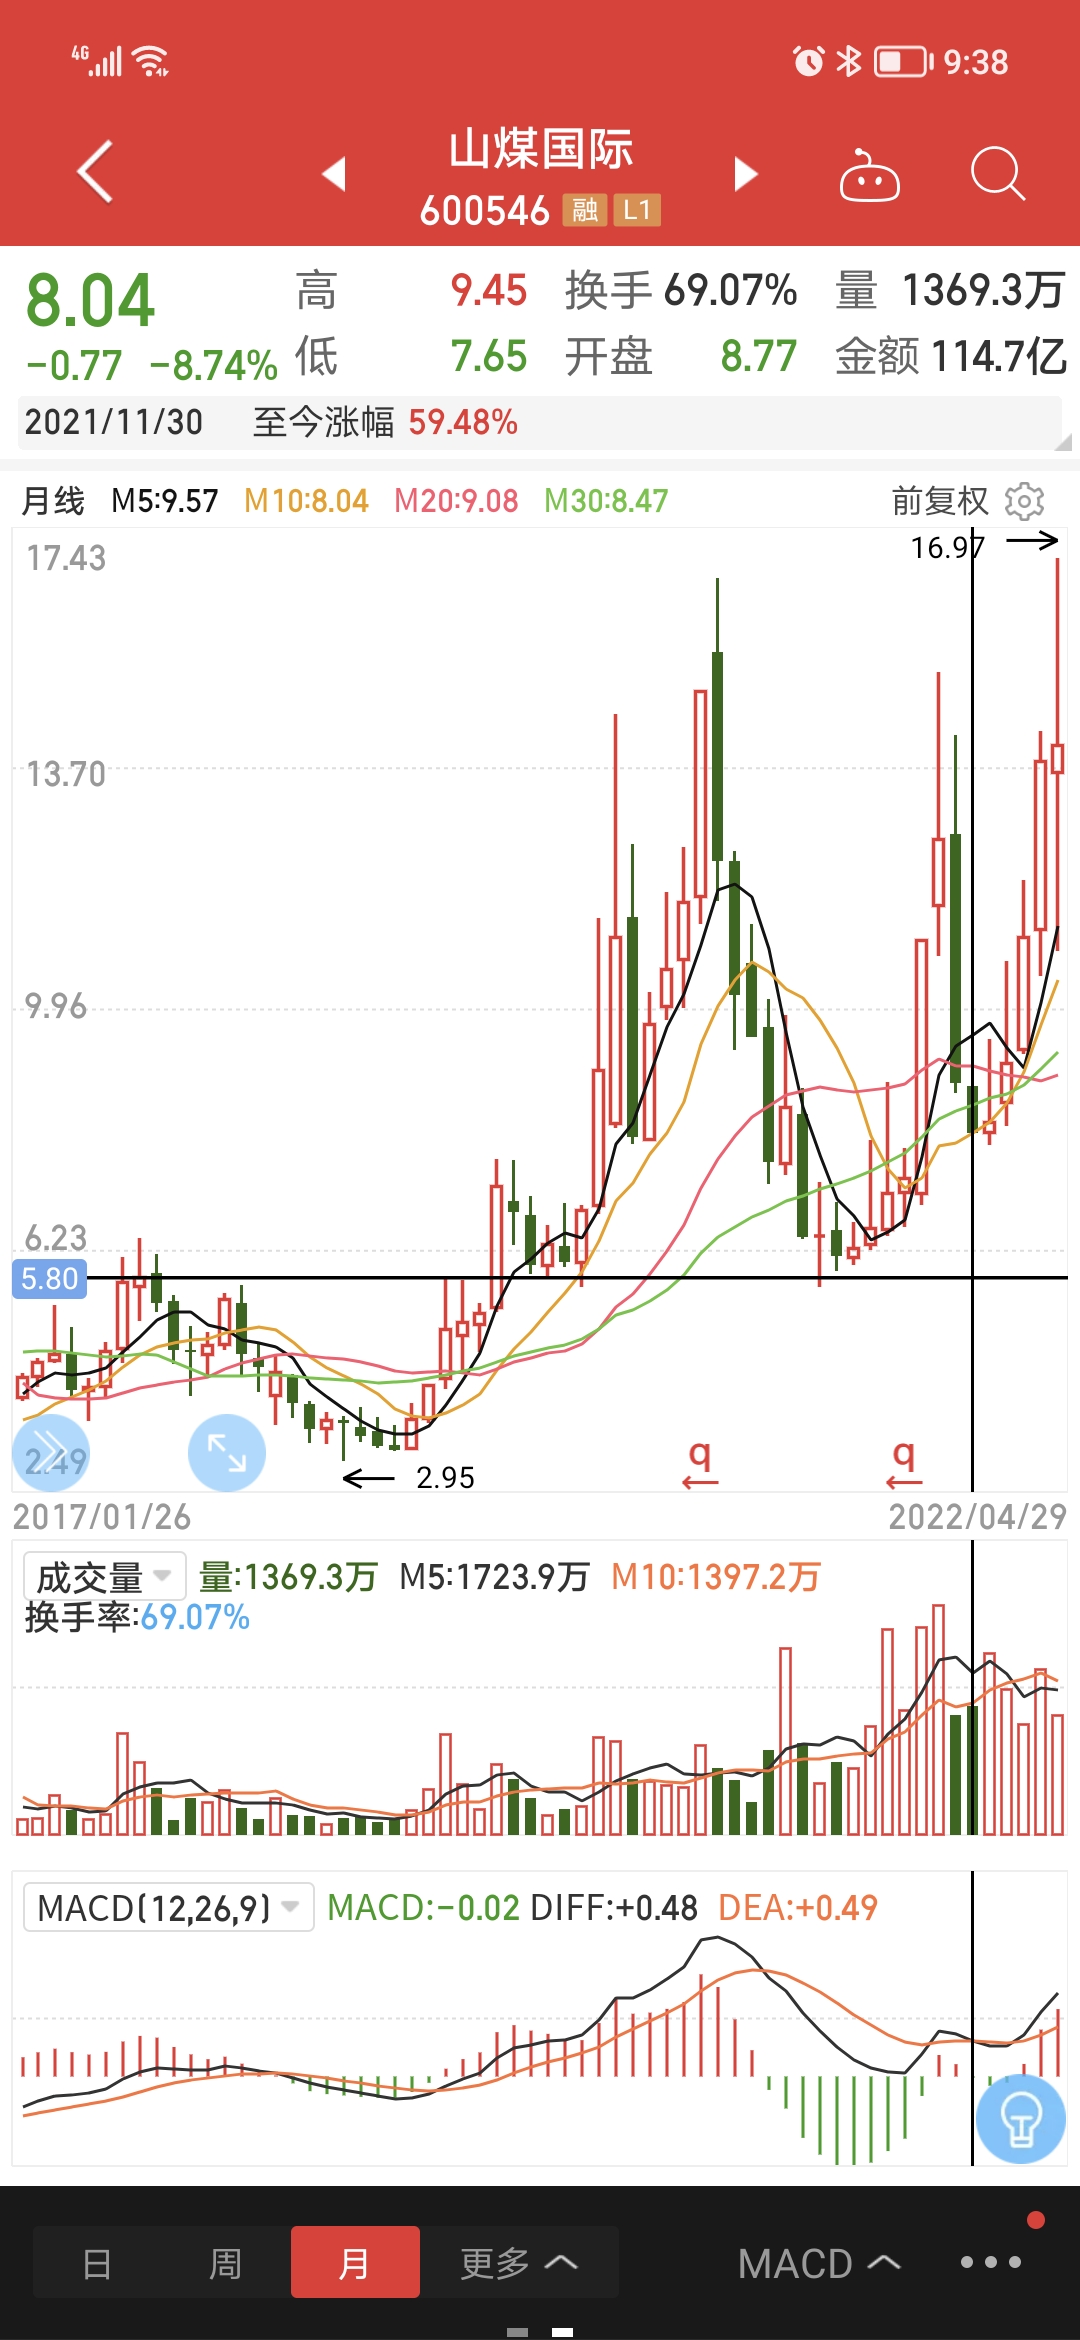 4G 9:38
山煤国际
600546 融 L1
8.04 高 9.45 换手 69.07% 量 1369.3万
-0.77 -8.74% 低 7.65 开盘 8.77 金额 114.7亿
2021/11/30 至今涨幅 59.48%
月线 M5:9.57 M10:8.04 M20:9.08 M30:8.47 前复权
17.43
16.97
13.70
9.96
6.23
5.80
2.49
2.95
q q
2017/01/26 2022/04/29
成交量 量:1369.3万 M5:1723.9万 M10:1397.2万
换手率:69.07%
MACD(12,26,9) MACD:-0.02 DIFF:+0.48 DEA:+0.49
日 周 月 更多 MACD